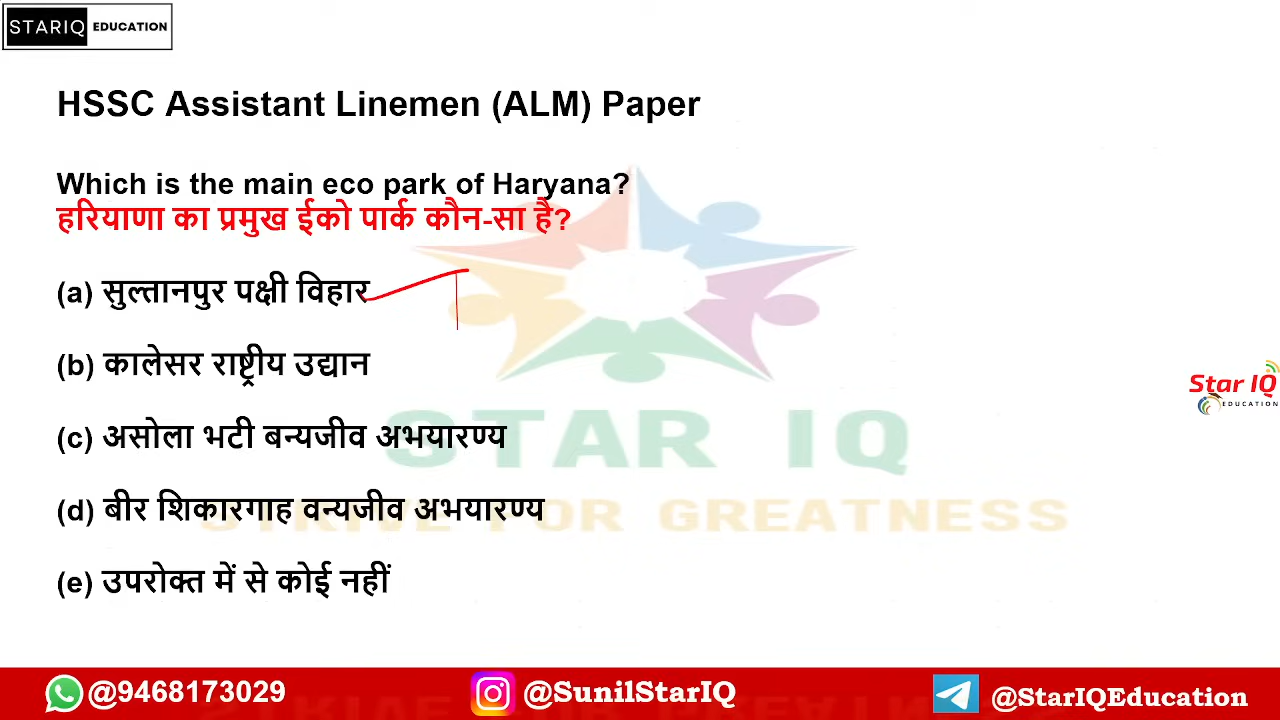 STARIQ EDUCATION
HSSC Assistant Linemen (ALM) Paper
Which is the main eco park of Haryana?
हरियाणा का प्रमुख ईको पार्क कौन-सा है?
(a) सुल्तानपुर पक्षी विहार
(b) कालेसर राष्ट्रीय उद्यान
Star IQ
EDUCATION
(c) असोला भटी बन्यजीव अभयारण्य
STAR IQ
(d) बीर शिकारगाह वन्यजीव अभयारण्य
STRIVE FOR GREATNESS
(e) उपरोक्त में से कोई नहीं
@9468173029 @SunilStarIQ @StarIQEducation